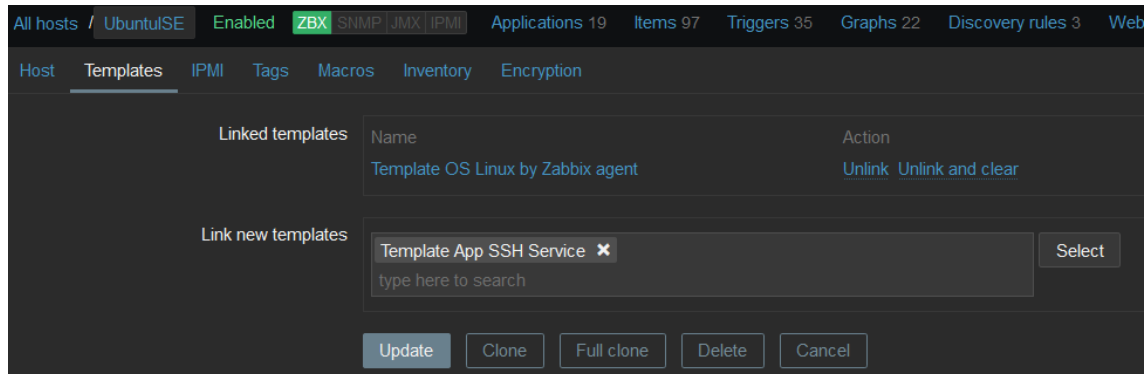 All hosts / UbuntuISE Enabled ZBX SNMP JMX IPMI Applications 19 Items 97 Triggers 35 Graphs 22 Discovery rules 3 Web
Host Templates IPMI Tags Macros Inventory Encryption
Linked templates Name Action
Template OS Linux by Zabbix agent Unlink Unlink and clear
Link new templates Template App SSH Service ✖ Select
type here to search
Update Clone Full clone Delete Cancel